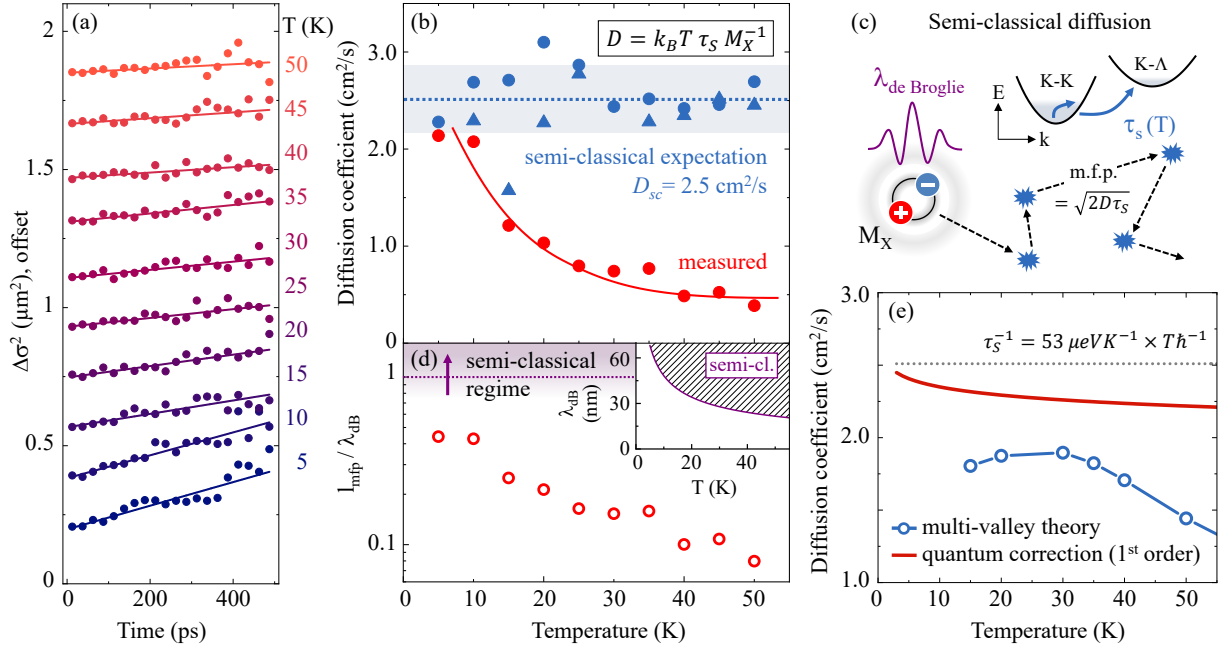 (a)
T (K)
2
1.5
1
0.5
0
Δσ² (μm²), offset
50
45
40
35
30
25
20
15
10
5
0
200
400
Time (ps)
(b)
D = k_B T τ_S M_X⁻¹
3.0
2.0
1.0
0
Diffusion coefficient (cm²/s)
semi-classical expectation
D_sc= 2.5 cm²/s
measured
(c) Semi-classical diffusion
λ_de Broglie
K-K
K-Λ
E
k
τ_s (T)
m.f.p.
= √2Dτ_S
M_X
(d)
semi-classical
regime
1
0.1
l_mfp / λ_dB
semi-cl.
60
30
0
λ_dB
(nm)
0
20
40
T (K)
0
10
20
30
40
50
Temperature (K)
(e)
3.0
2.0
1.0
Diffusion coefficient (cm²/s)
τ_S⁻¹ = 53 μeVK⁻¹ × Tℏ⁻¹
multi-valley theory
quantum correction (1st order)
0
10
20
30
40
50
Temperature (K)